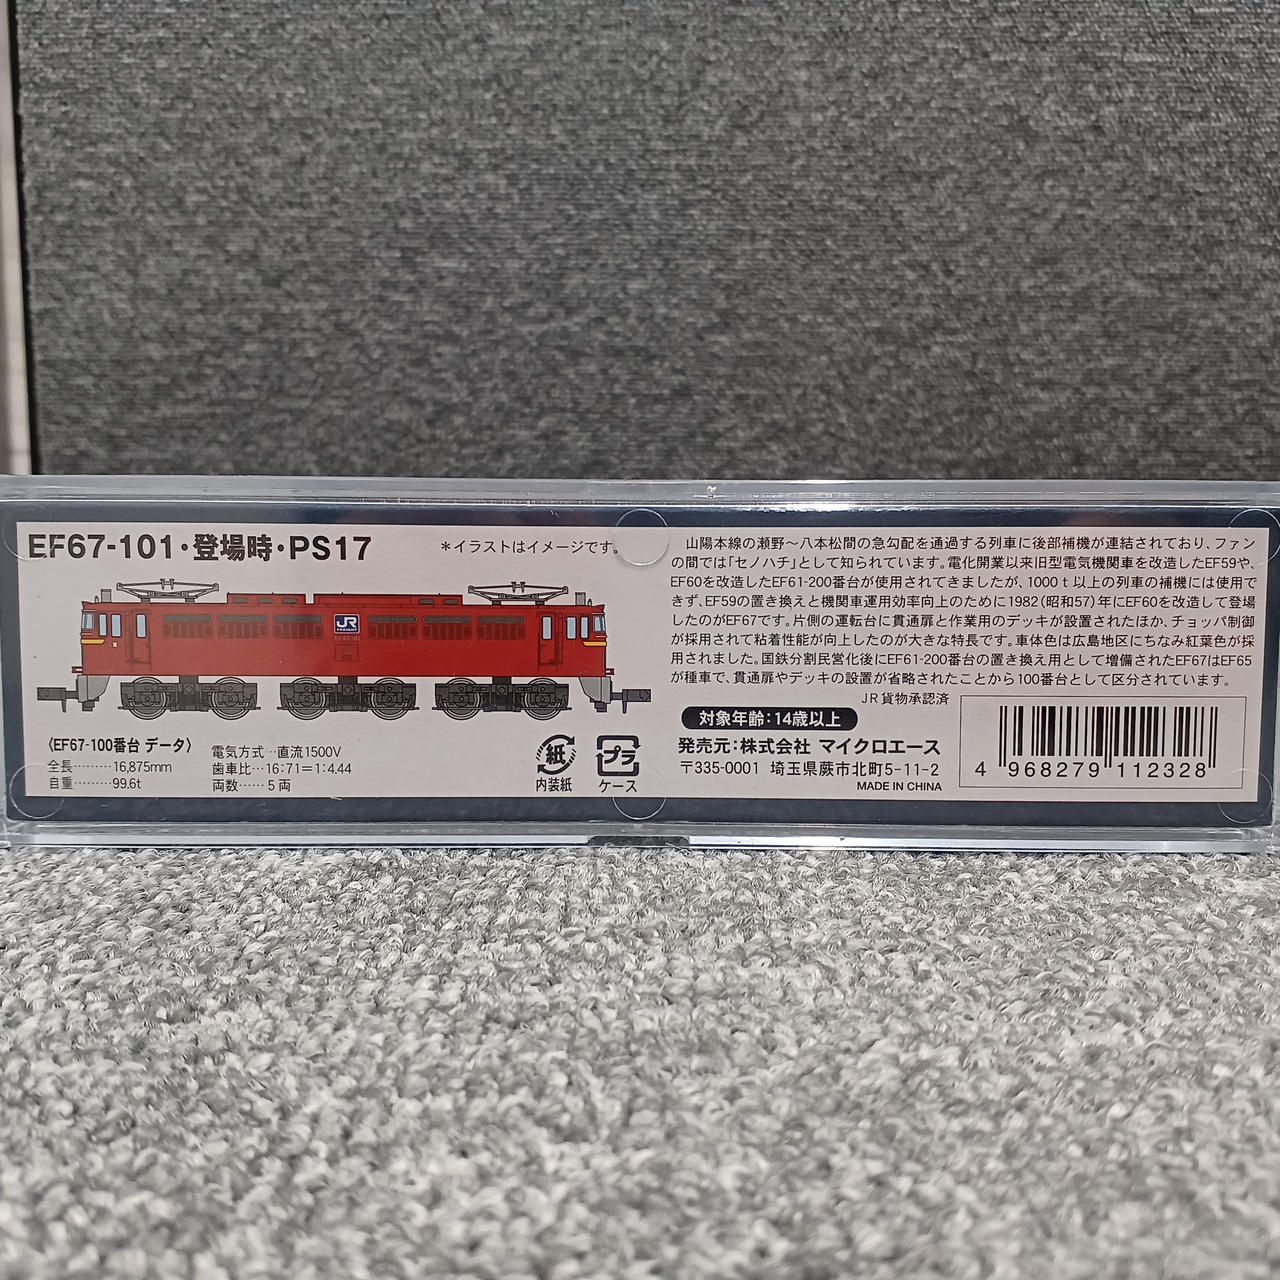 EF67-101・登場時・PS17
＊イラストはイメージです。
JR
FREIGHT
〈EF67-100番台 データ〉
全長………16,875mm
自重………99.6t
電気方式…直流1500V
歯車比…16:71＝1:4.44
両数……５両
紙
内装紙
プラ
ケース
山陽本線の瀬野～八本松間の急勾配を通過する列車に後部補機が連結されており、ファン
の間では「セノハチ」として知られています。電化開業以来旧型電気機関車を改造したEF59や、
EF60を改造したEF61-200番台が使用されてきましたが、1000ｔ以上の列車の補機には使用で
きず、EF59の置き換えと機関車運用効率向上のために1982（昭和57）年にEF60を改造して登場
したのがEF67です。片側の運転台に貫通扉と作業用のデッキが設置されたほか、チョッパ制御
が採用されて粘着性能が向上したのが大きな特長です。車体色は広島地区にちなみ紅葉色が採
用されました。国鉄分割民営化後にEF61-200番台の置き換え用として増備されたEF67はEF65
が種車で、貫通扉やデッキの設置が省略されたことから100番台として区分されています。
ＪＲ貨物承認済
対象年齢：14歳以上
発売元：株式会社 マイクロエース
〒335-0001 埼玉県蕨市北町5-11-2
MADE IN CHINA
4 968279 112328